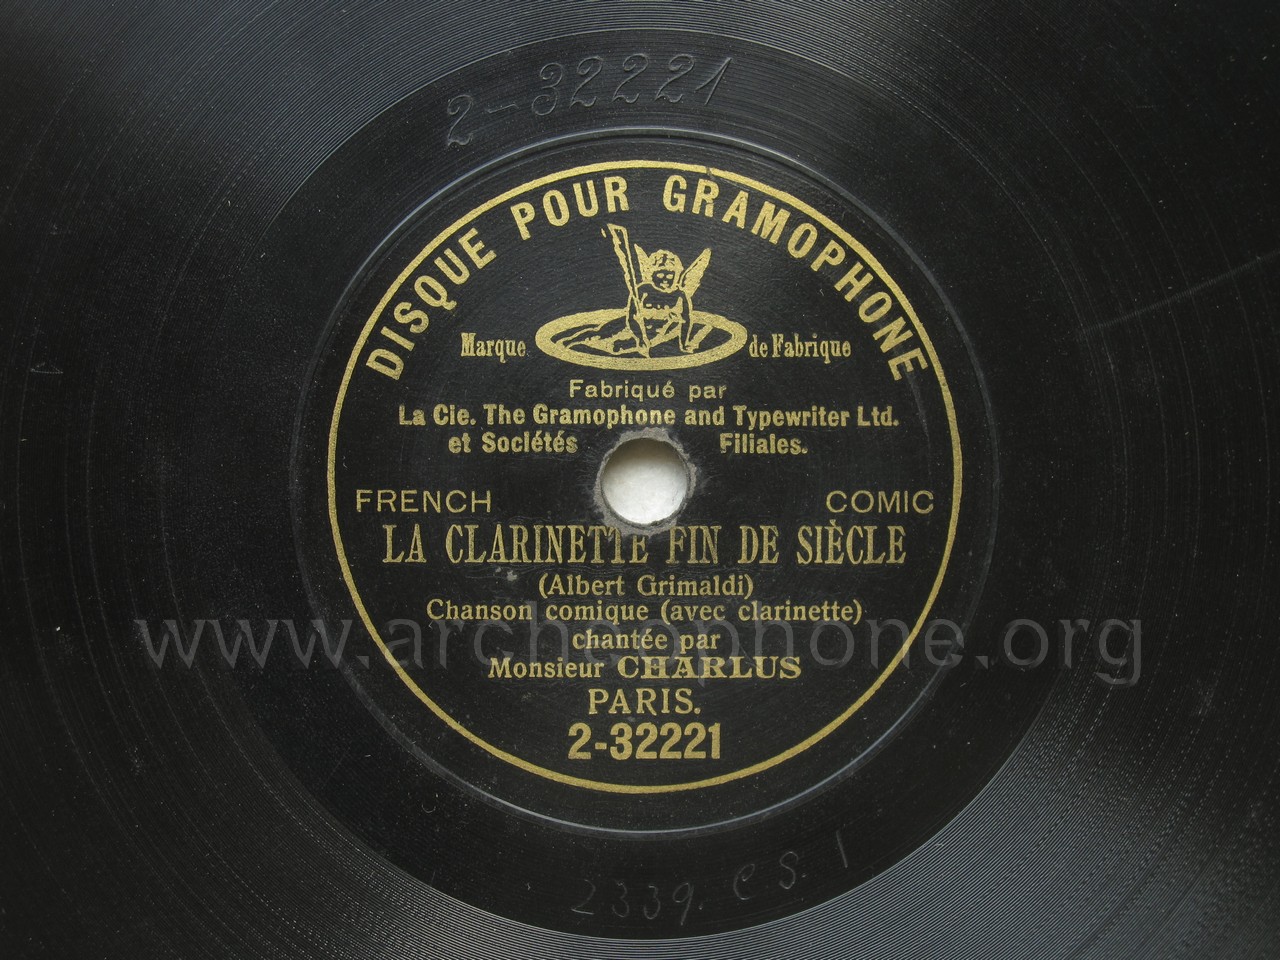 2-32221
DISQUE POUR GRAMOPHONE
Marque de Fabrique
Fabriqué par
La Cie. The Gramophone and Typewriter Ltd.
et Sociétés Filiales.
FRENCH COMIC
LA CLARINETTE FIN DE SIÈCLE
(Albert Grimaldi)
Chanson comique (avec clarinette)
www.archeophone.org
chantée par
Monsieur CHARLUS
PARIS.
2-32221
2339. C S. I